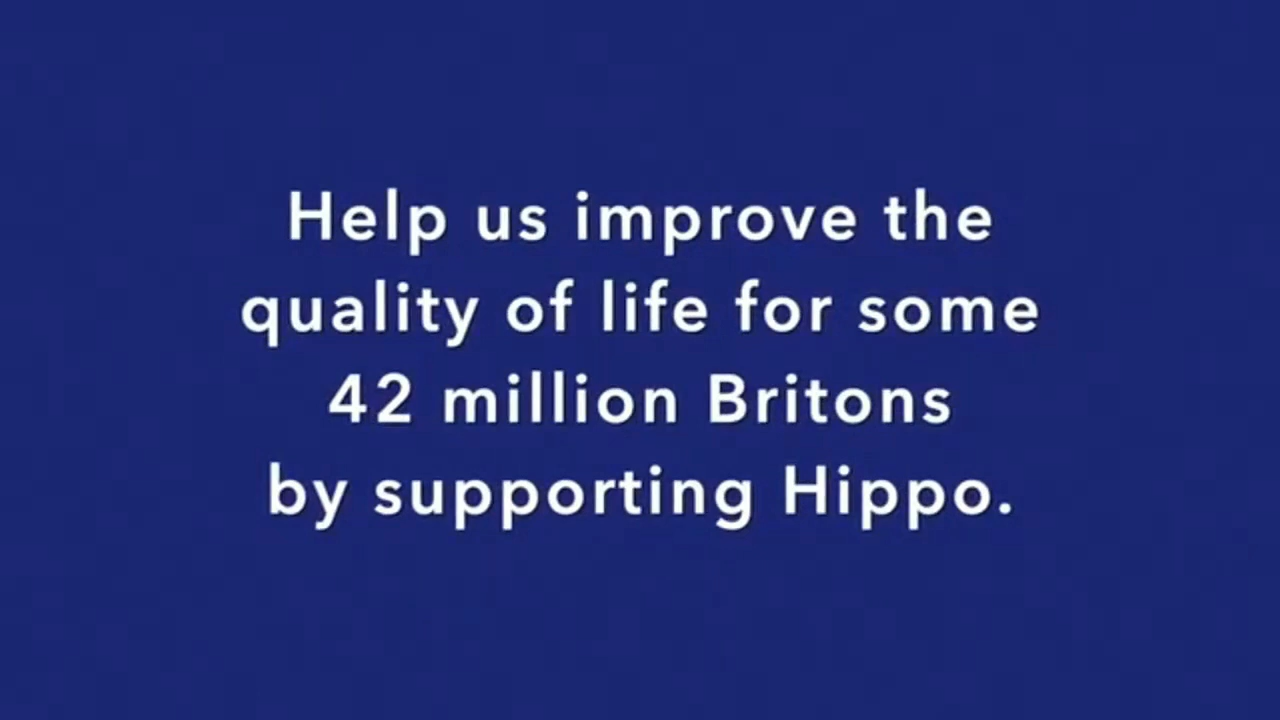 Help us improve the
quality of life for some
42 million Britons
by supporting Hippo.